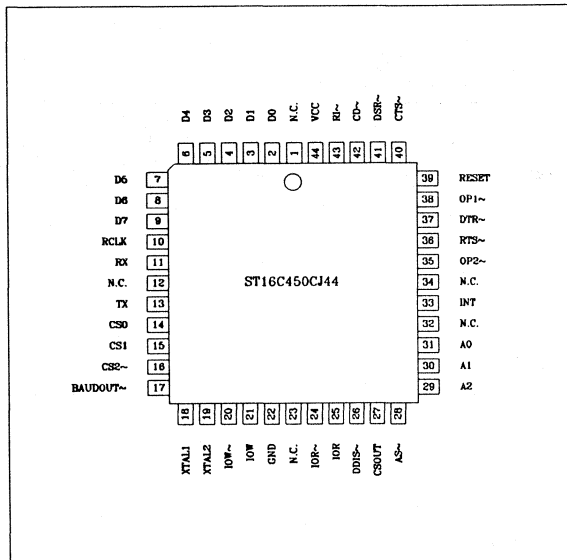 D4 D3 D2 D1 D0 N.C. VCC RI~ CD~ DSR~ CTS~
6 5 4 3 2 1 44 43 42 41 40
D5 7 39 RESET
D6 8 38 OP1~
D7 9 37 DTR~
RCLK 10 36 RTS~
RX 11 35 OP2~
N.C. 12 34 N.C.
ST16C450CJ44
TX 13 33 INT
CS0 14 32 N.C.
CS1 15 31 A0
CS2~ 16 30 A1
BAUDOUT~ 17 29 A2
18 19 20 21 22 23 24 25 26 27 28
XTAL1 XTAL2 IOW~ IOW GND N.C. IOR~ IOR DDIS~ CSOUT AS~